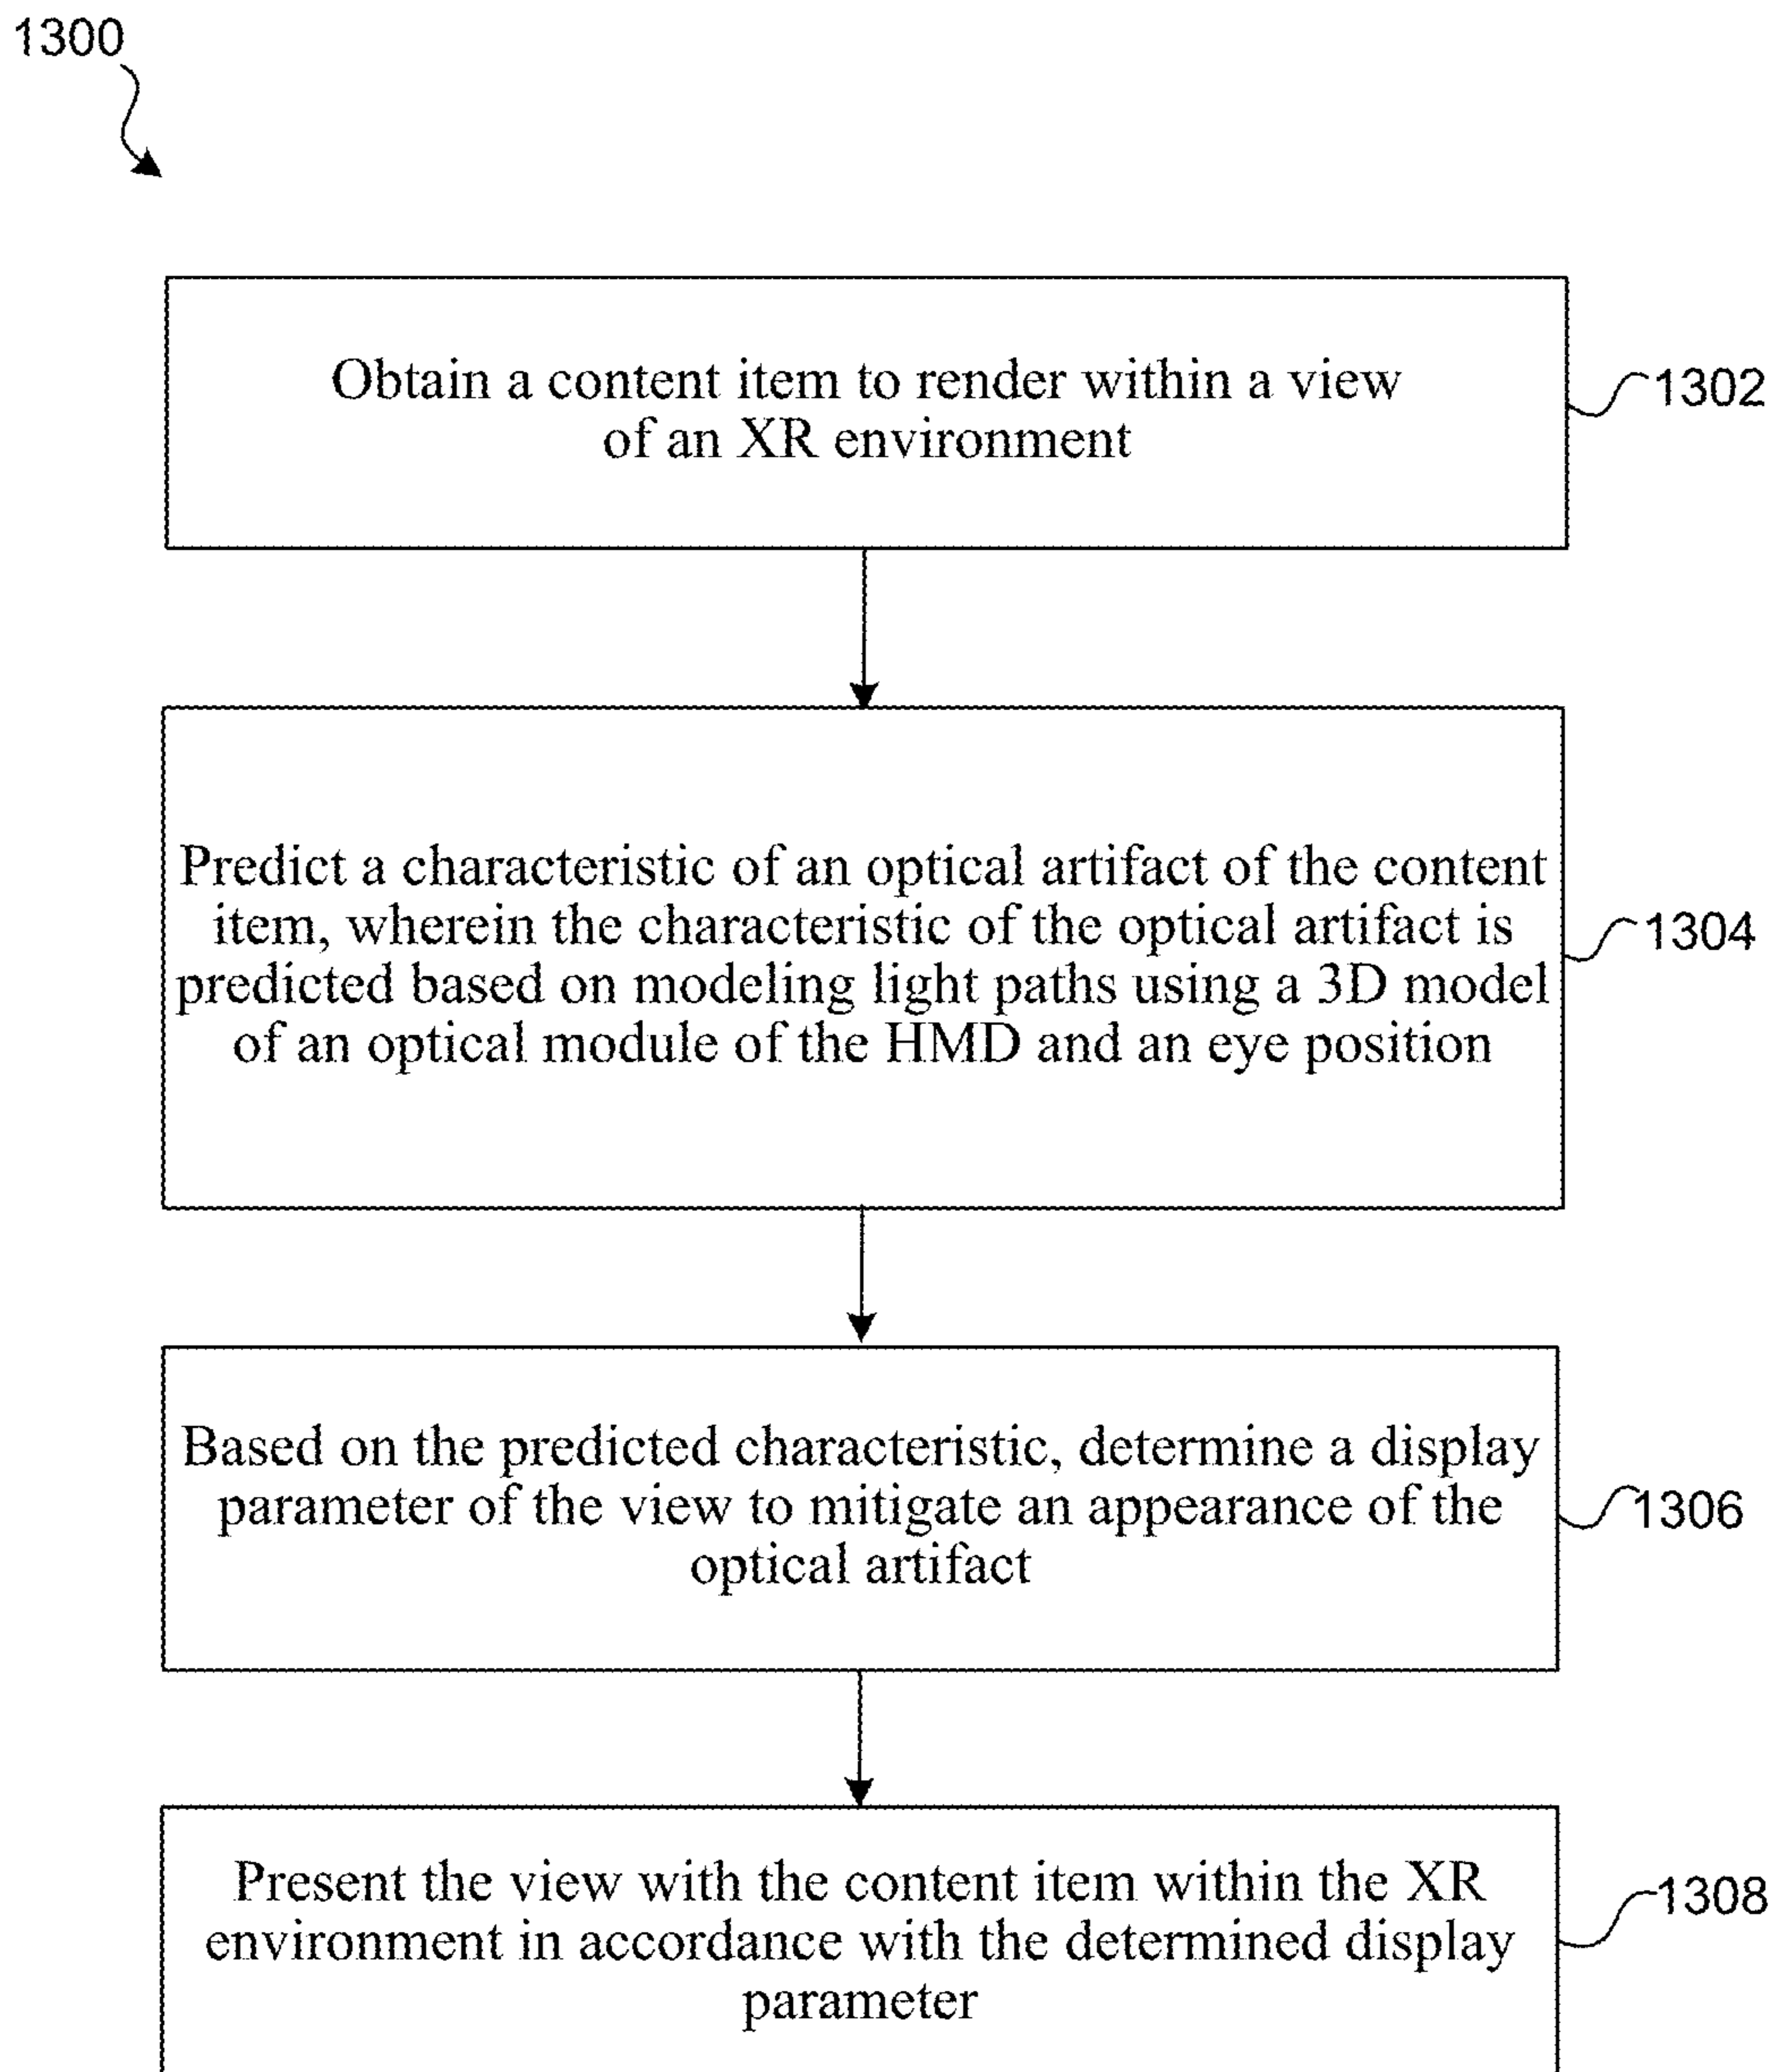 1300
Obtain a content item to render within a view
of an XR environment
1302
Predict a characteristic of an optical artifact of the content
item, wherein the characteristic of the optical artifact is
predicted based on modeling light paths using a 3D model
of an optical module of the HMD and an eye position
1304
Based on the predicted characteristic, determine a display
parameter of the view to mitigate an appearance of the
optical artifact
1306
Present the view with the content item within the XR
environment in accordance with the determined display
parameter
1308